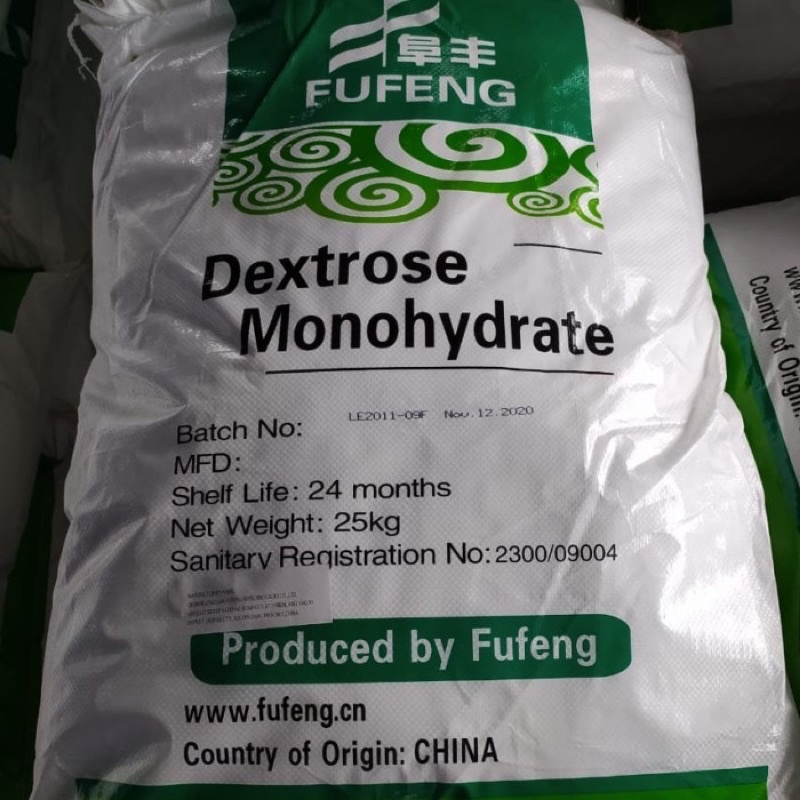 阜丰
FUFENG
Dextrose
Monohydrate
LE2011-09F Nov.12.2020
Batch No:
MFD:
Shelf Life: 24 months
Net Weight: 25kg
Sanitary Registration No:2300/09004
Produced by Fufeng
www.fufeng.cn
Country of Origin: CHINA
ww
Country of Origin: